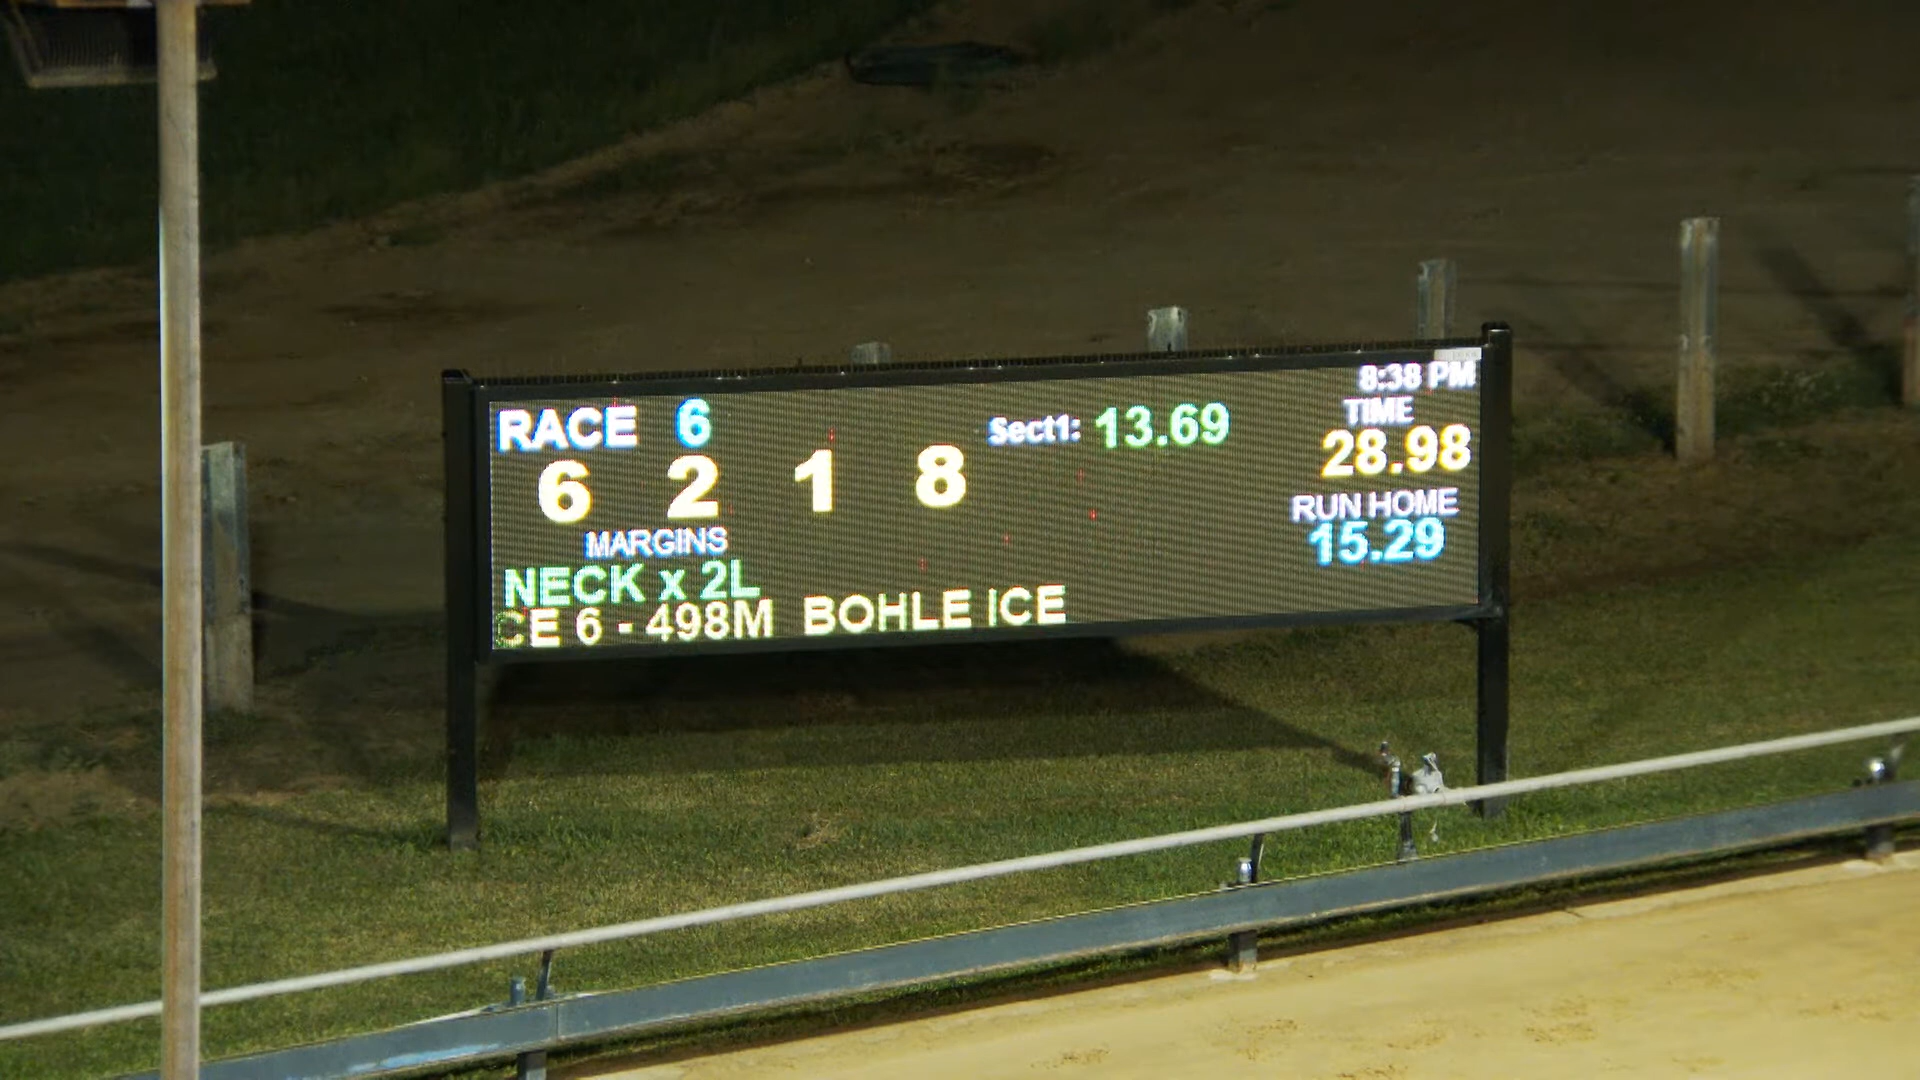 8:38 PM
RACE 6 Sect1: 13.69 TIME
6 2 1 8 28.98
MARGINS RUN HOME
NECK x 2L 15.29
CE 6 - 498M BOHLE ICE